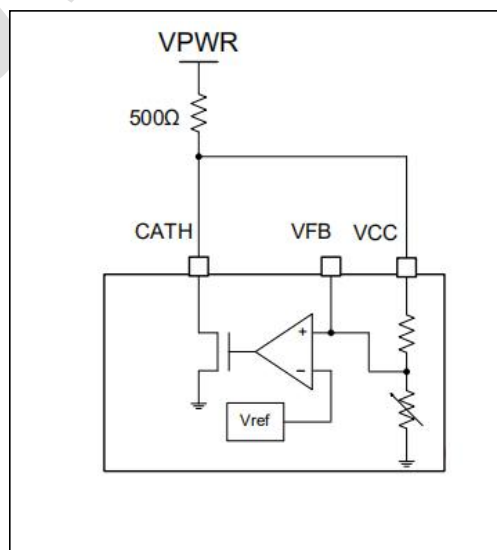 VPWR
500Ω
CATH VFB VCC
+
−
Vref